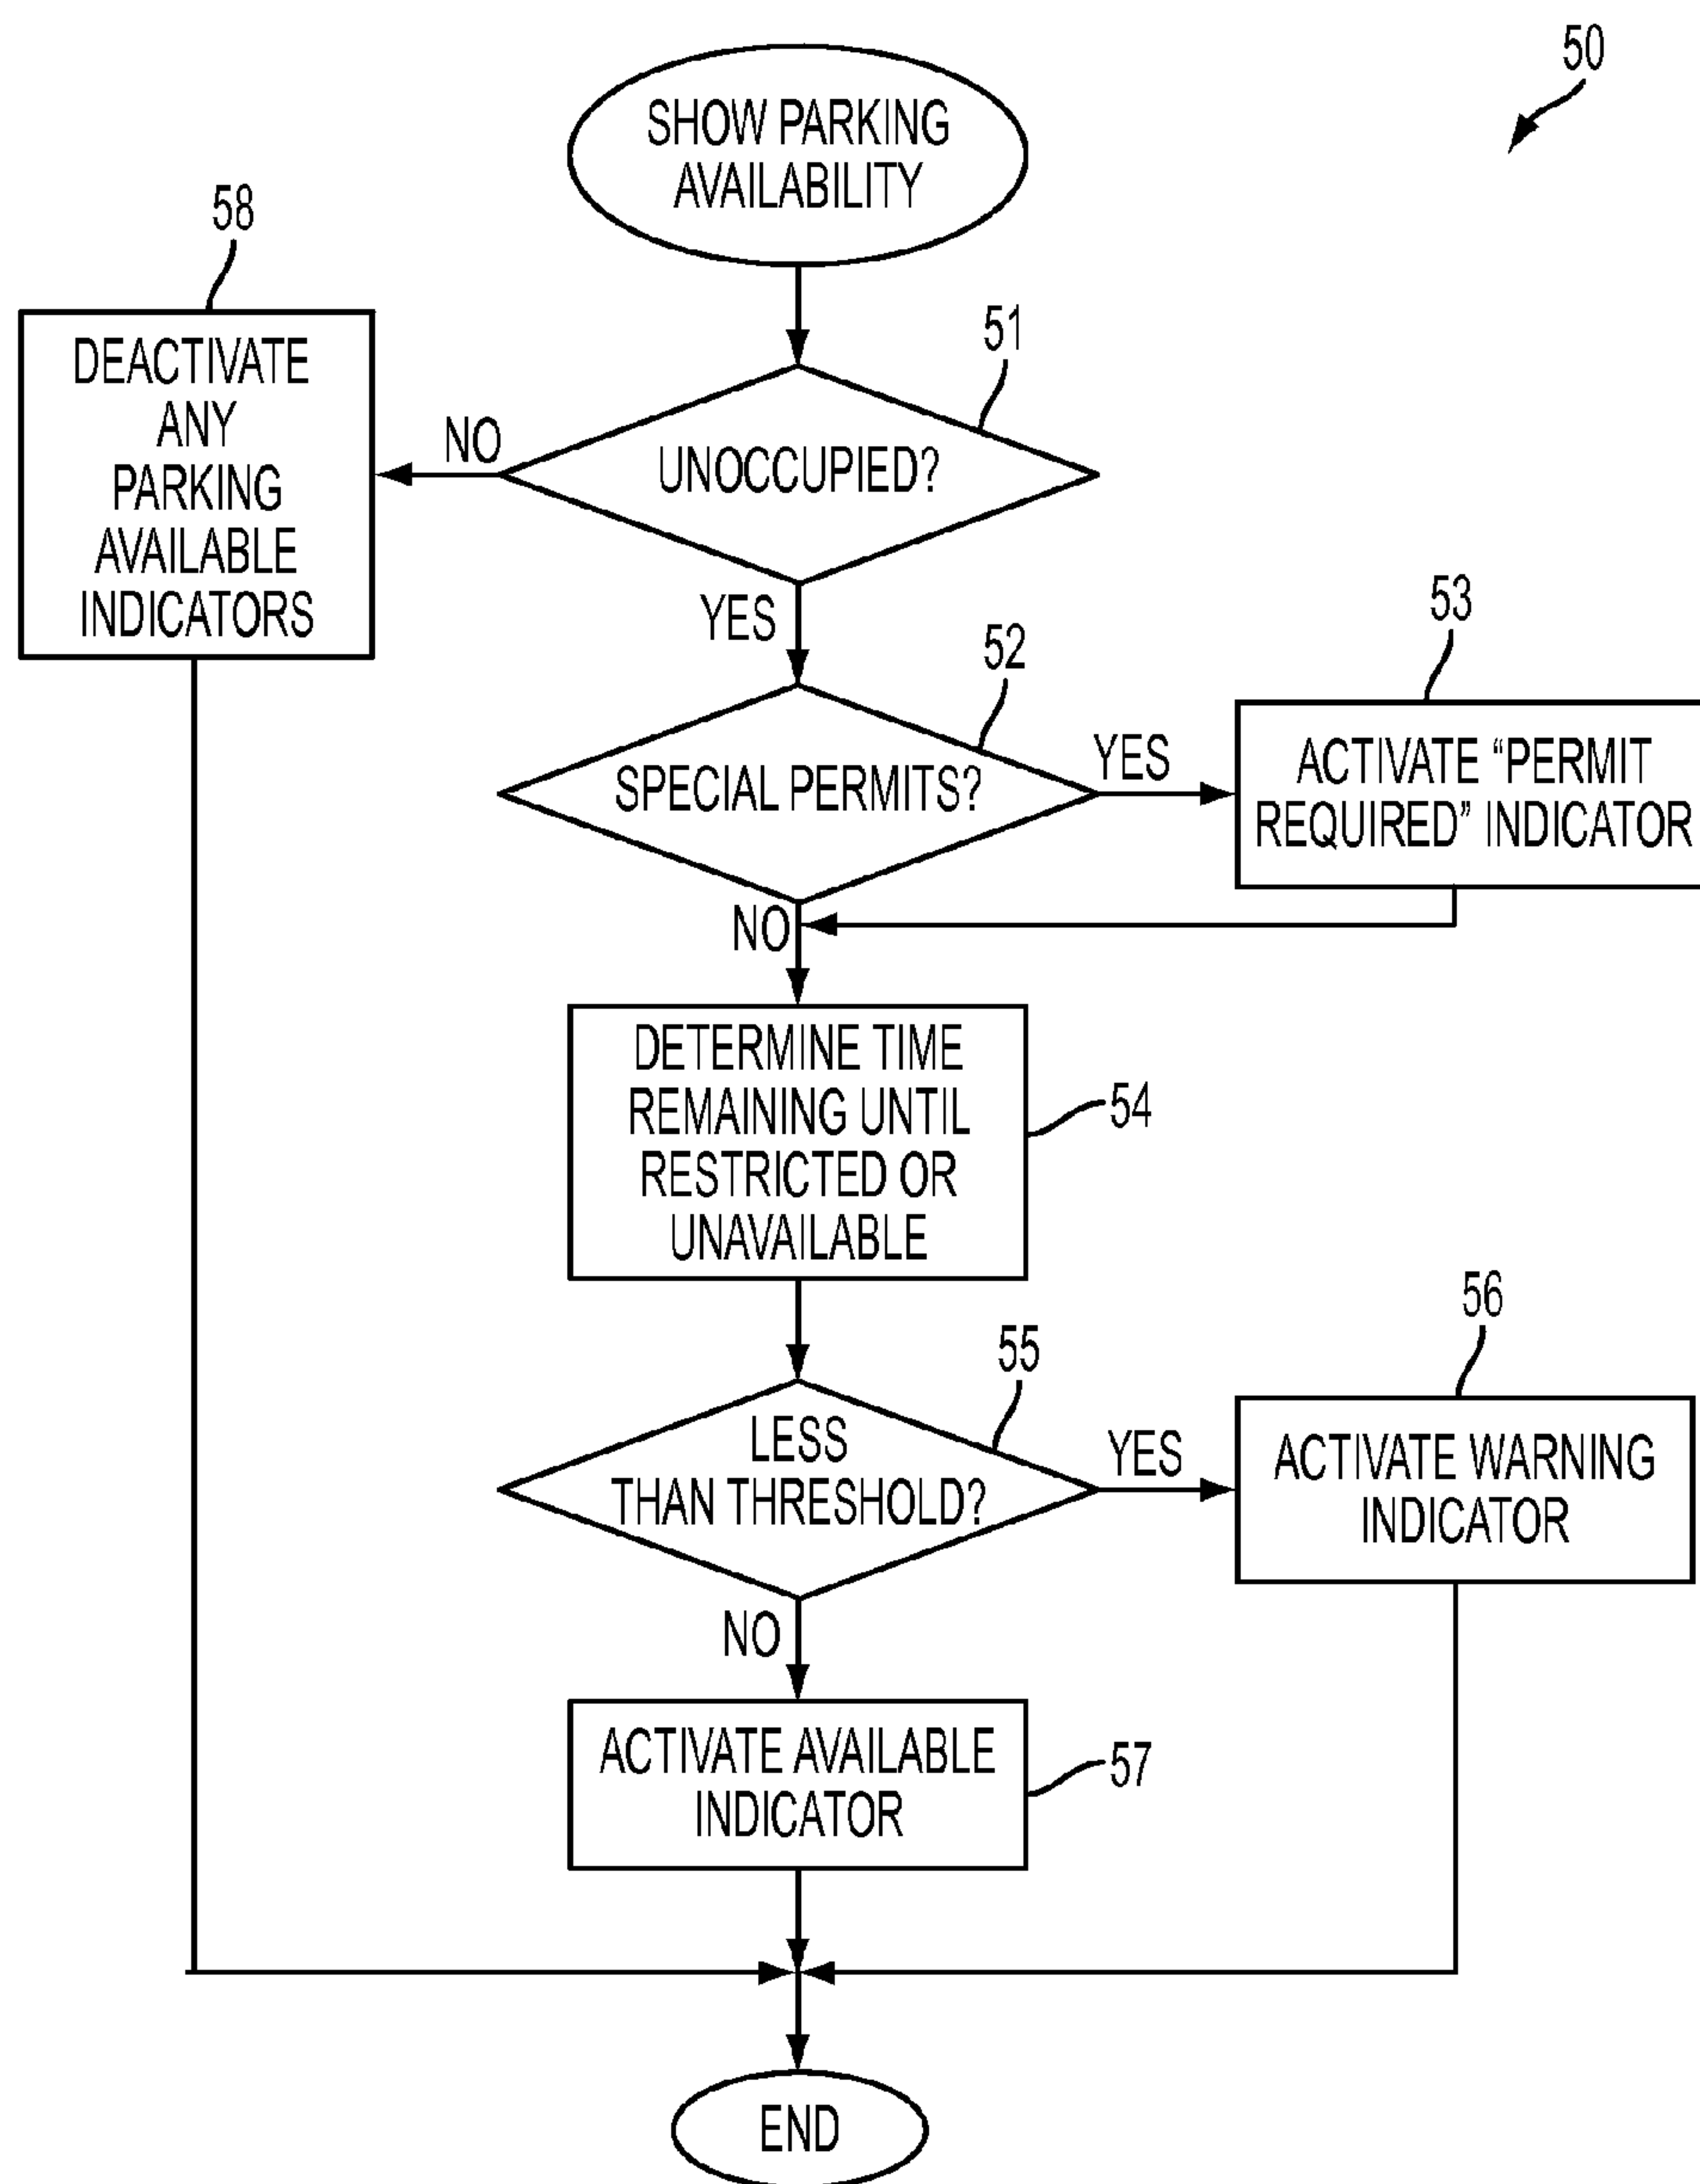 50
SHOW PARKING
AVAILABILITY
58
DEACTIVATE
ANY
PARKING
AVAILABLE
INDICATORS
NO
51
UNOCCUPIED?
YES
52
SPECIAL PERMITS?
YES
53
ACTIVATE “PERMIT
REQUIRED” INDICATOR
NO
DETERMINE TIME
REMAINING UNTIL
RESTRICTED OR
UNAVAILABLE
54
55
LESS
THAN THRESHOLD?
YES
56
ACTIVATE WARNING
INDICATOR
NO
ACTIVATE AVAILABLE
INDICATOR
57
END